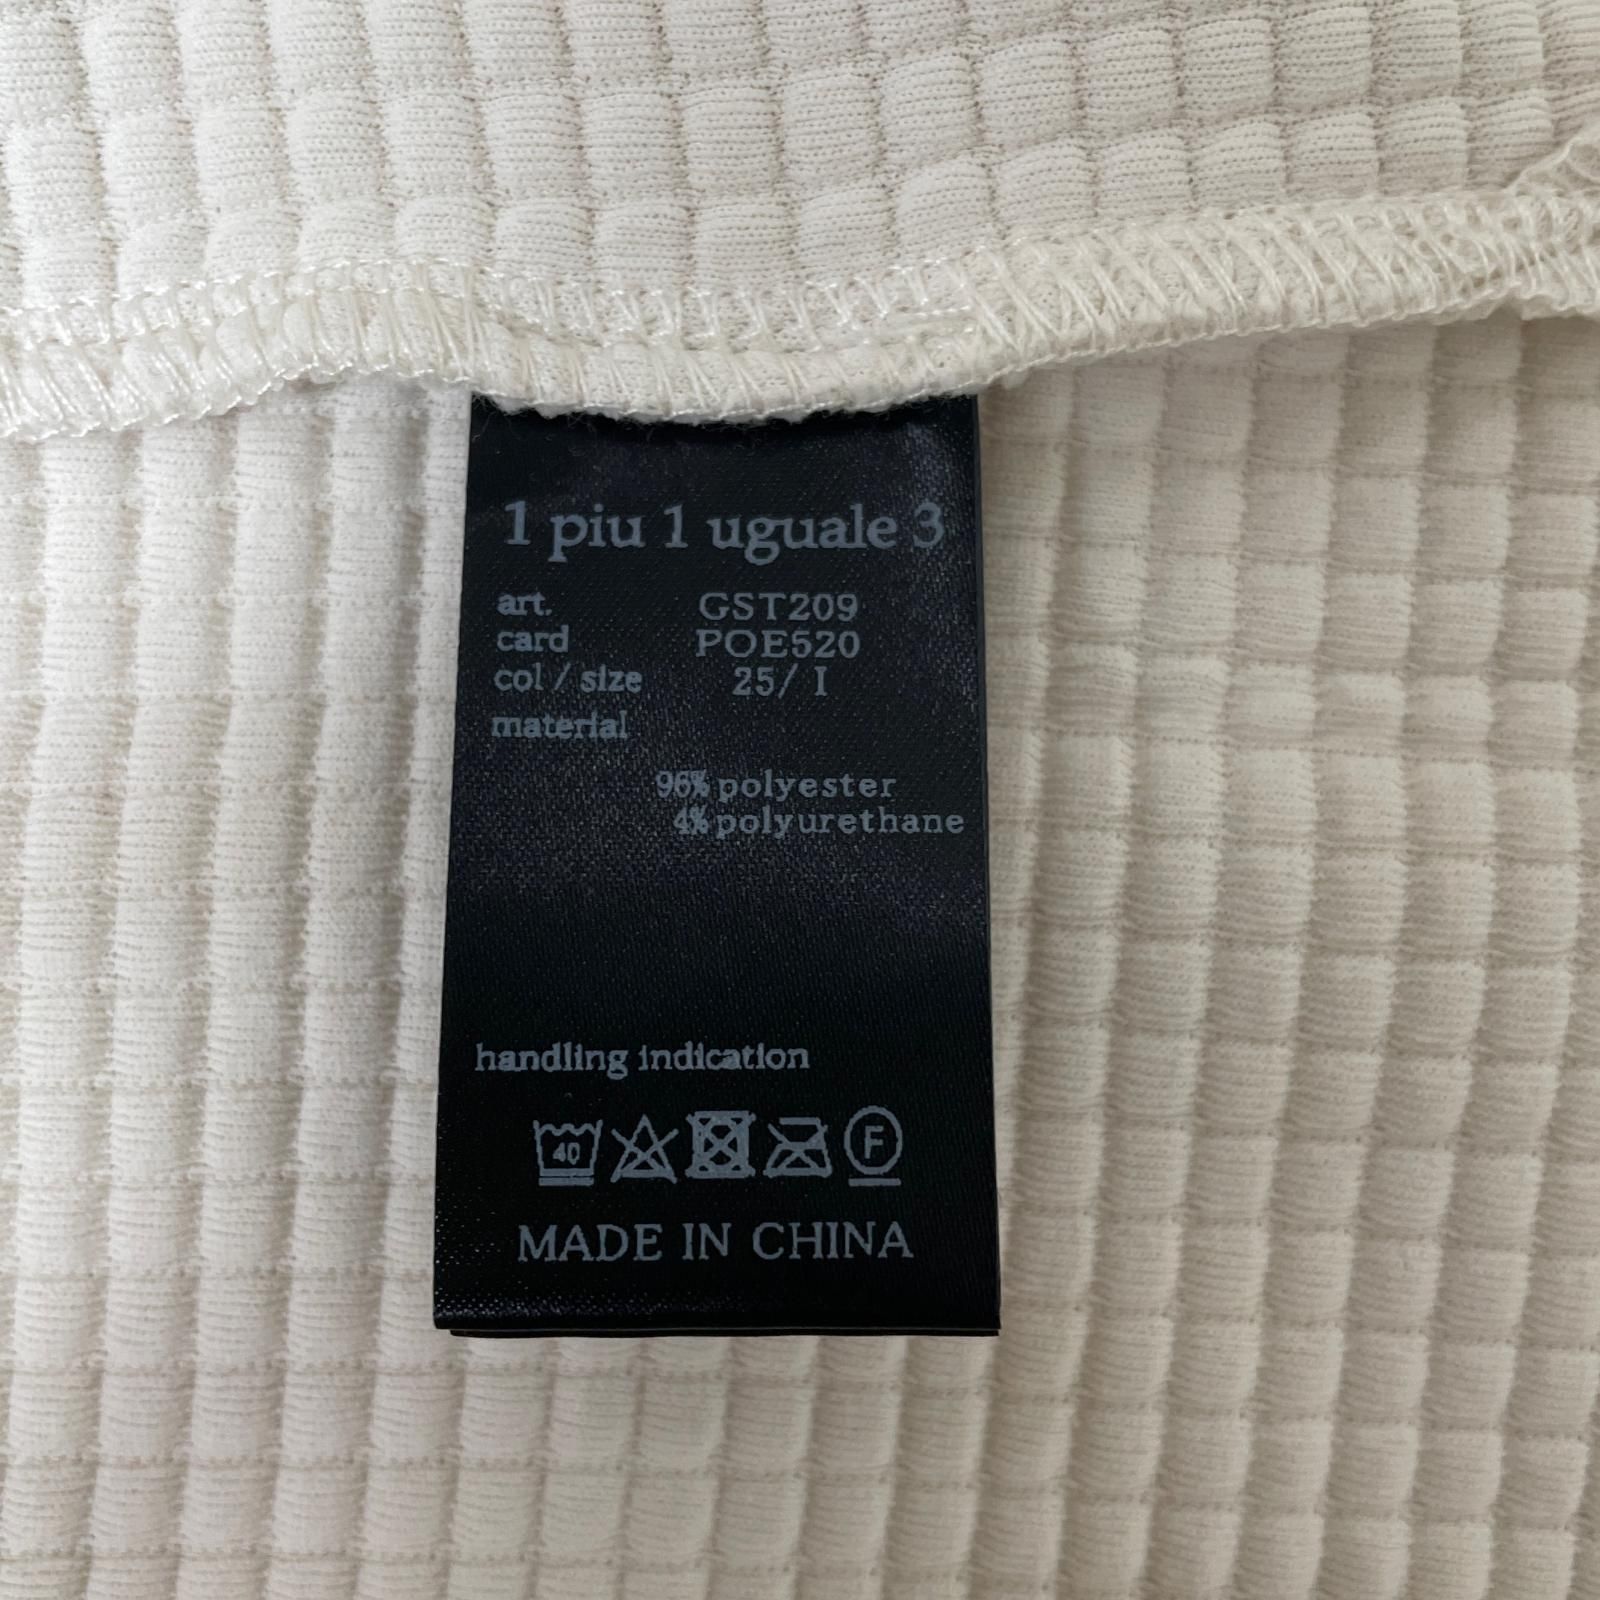 1 piu 1 uguale 3
art. GST209
card POE520
col / size 25/ I
material
96% polyester
4% polyurethane
handling indication
40 F
MADE IN CHINA